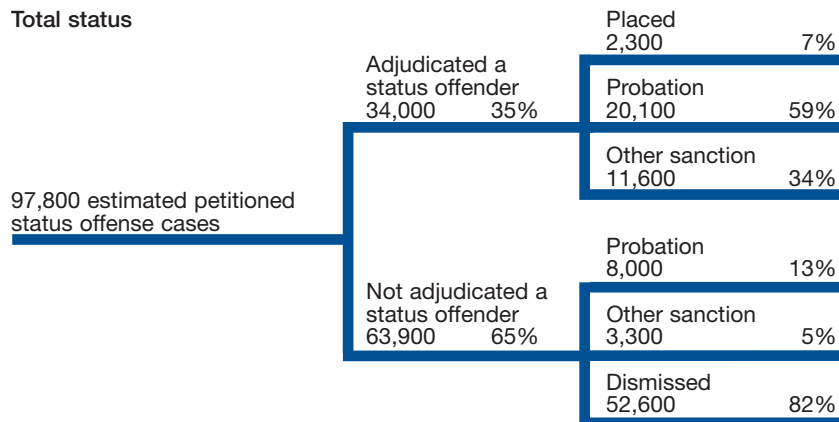 Total status
97,800 estimated petitioned
status offense cases
Adjudicated a
status offender
34,000 35%
Placed
2,300 7%
Probation
20,100 59%
Other sanction
11,600 34%
Not adjudicated a
status offender
63,900 65%
Probation
8,000 13%
Other sanction
3,300 5%
Dismissed
52,600 82%